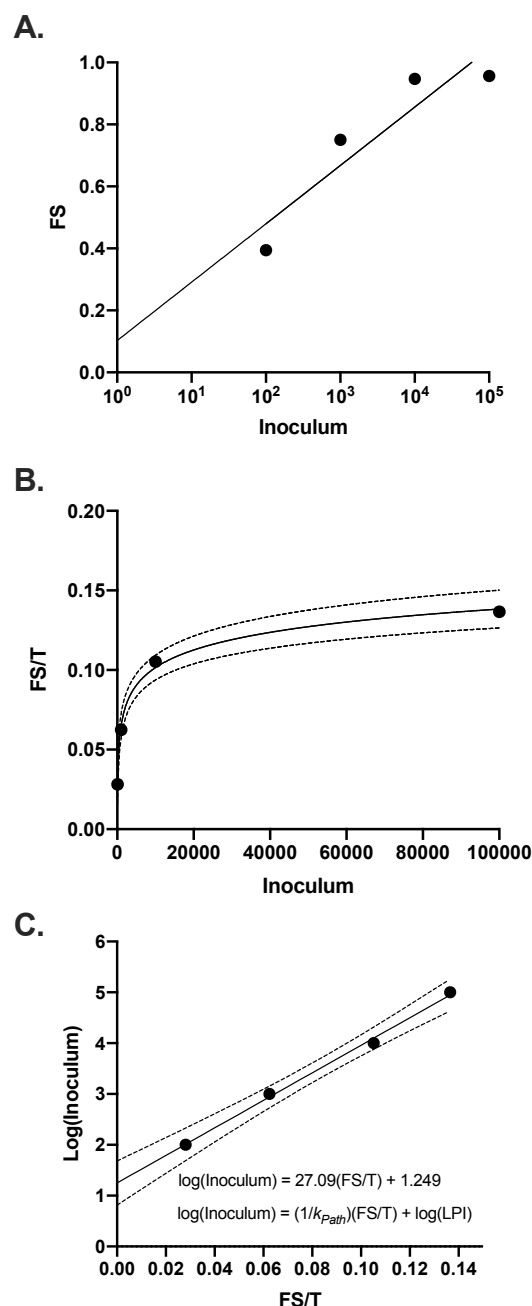 A.
1.0
0.8
0.6
0.4
0.2
0.0
FS
10⁰ 10¹ 10² 10³ 10⁴ 10⁵
Inoculum
B.
0.20
0.15
0.10
0.05
0.00
FS/T
0 20000 40000 60000 80000 100000
Inoculum
C.
6
5
4
3
2
1
0
Log(Inoculum)
log(Inoculum) = 27.09(FS/T) + 1.249
log(Inoculum) = (1/k_Path)(FS/T) + log(LPI)
0.00 0.02 0.04 0.06 0.08 0.10 0.12 0.14
FS/T